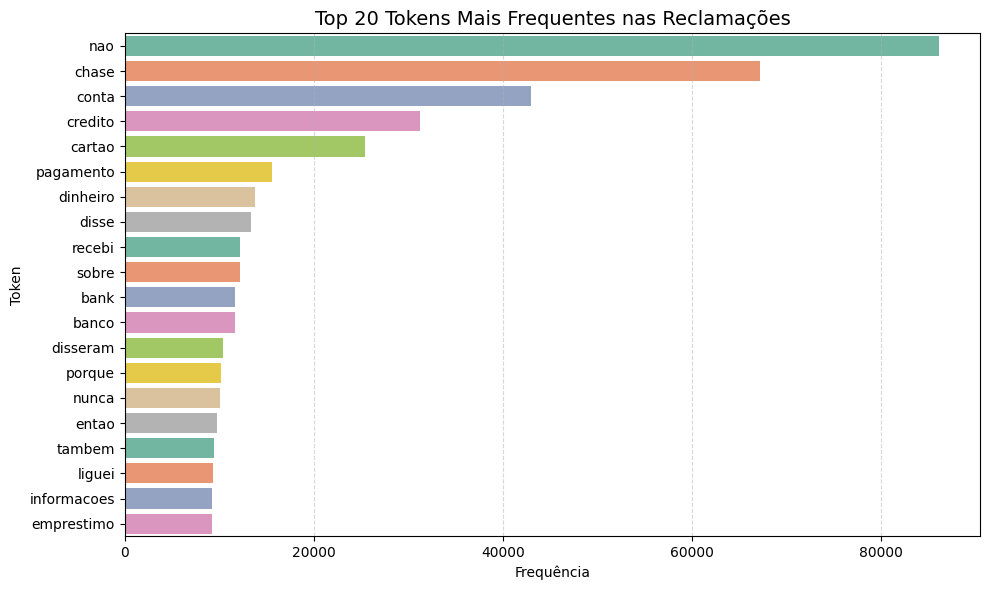 Top 20 Tokens Mais Frequentes nas Reclamações
nao
chase
conta
credito
cartao
pagamento
dinheiro
disse
recebi
sobre
bank
banco
disseram
porque
nunca
entao
tambem
liguei
informacoes
emprestimo
Token
0 20000 40000 60000 80000
Frequência